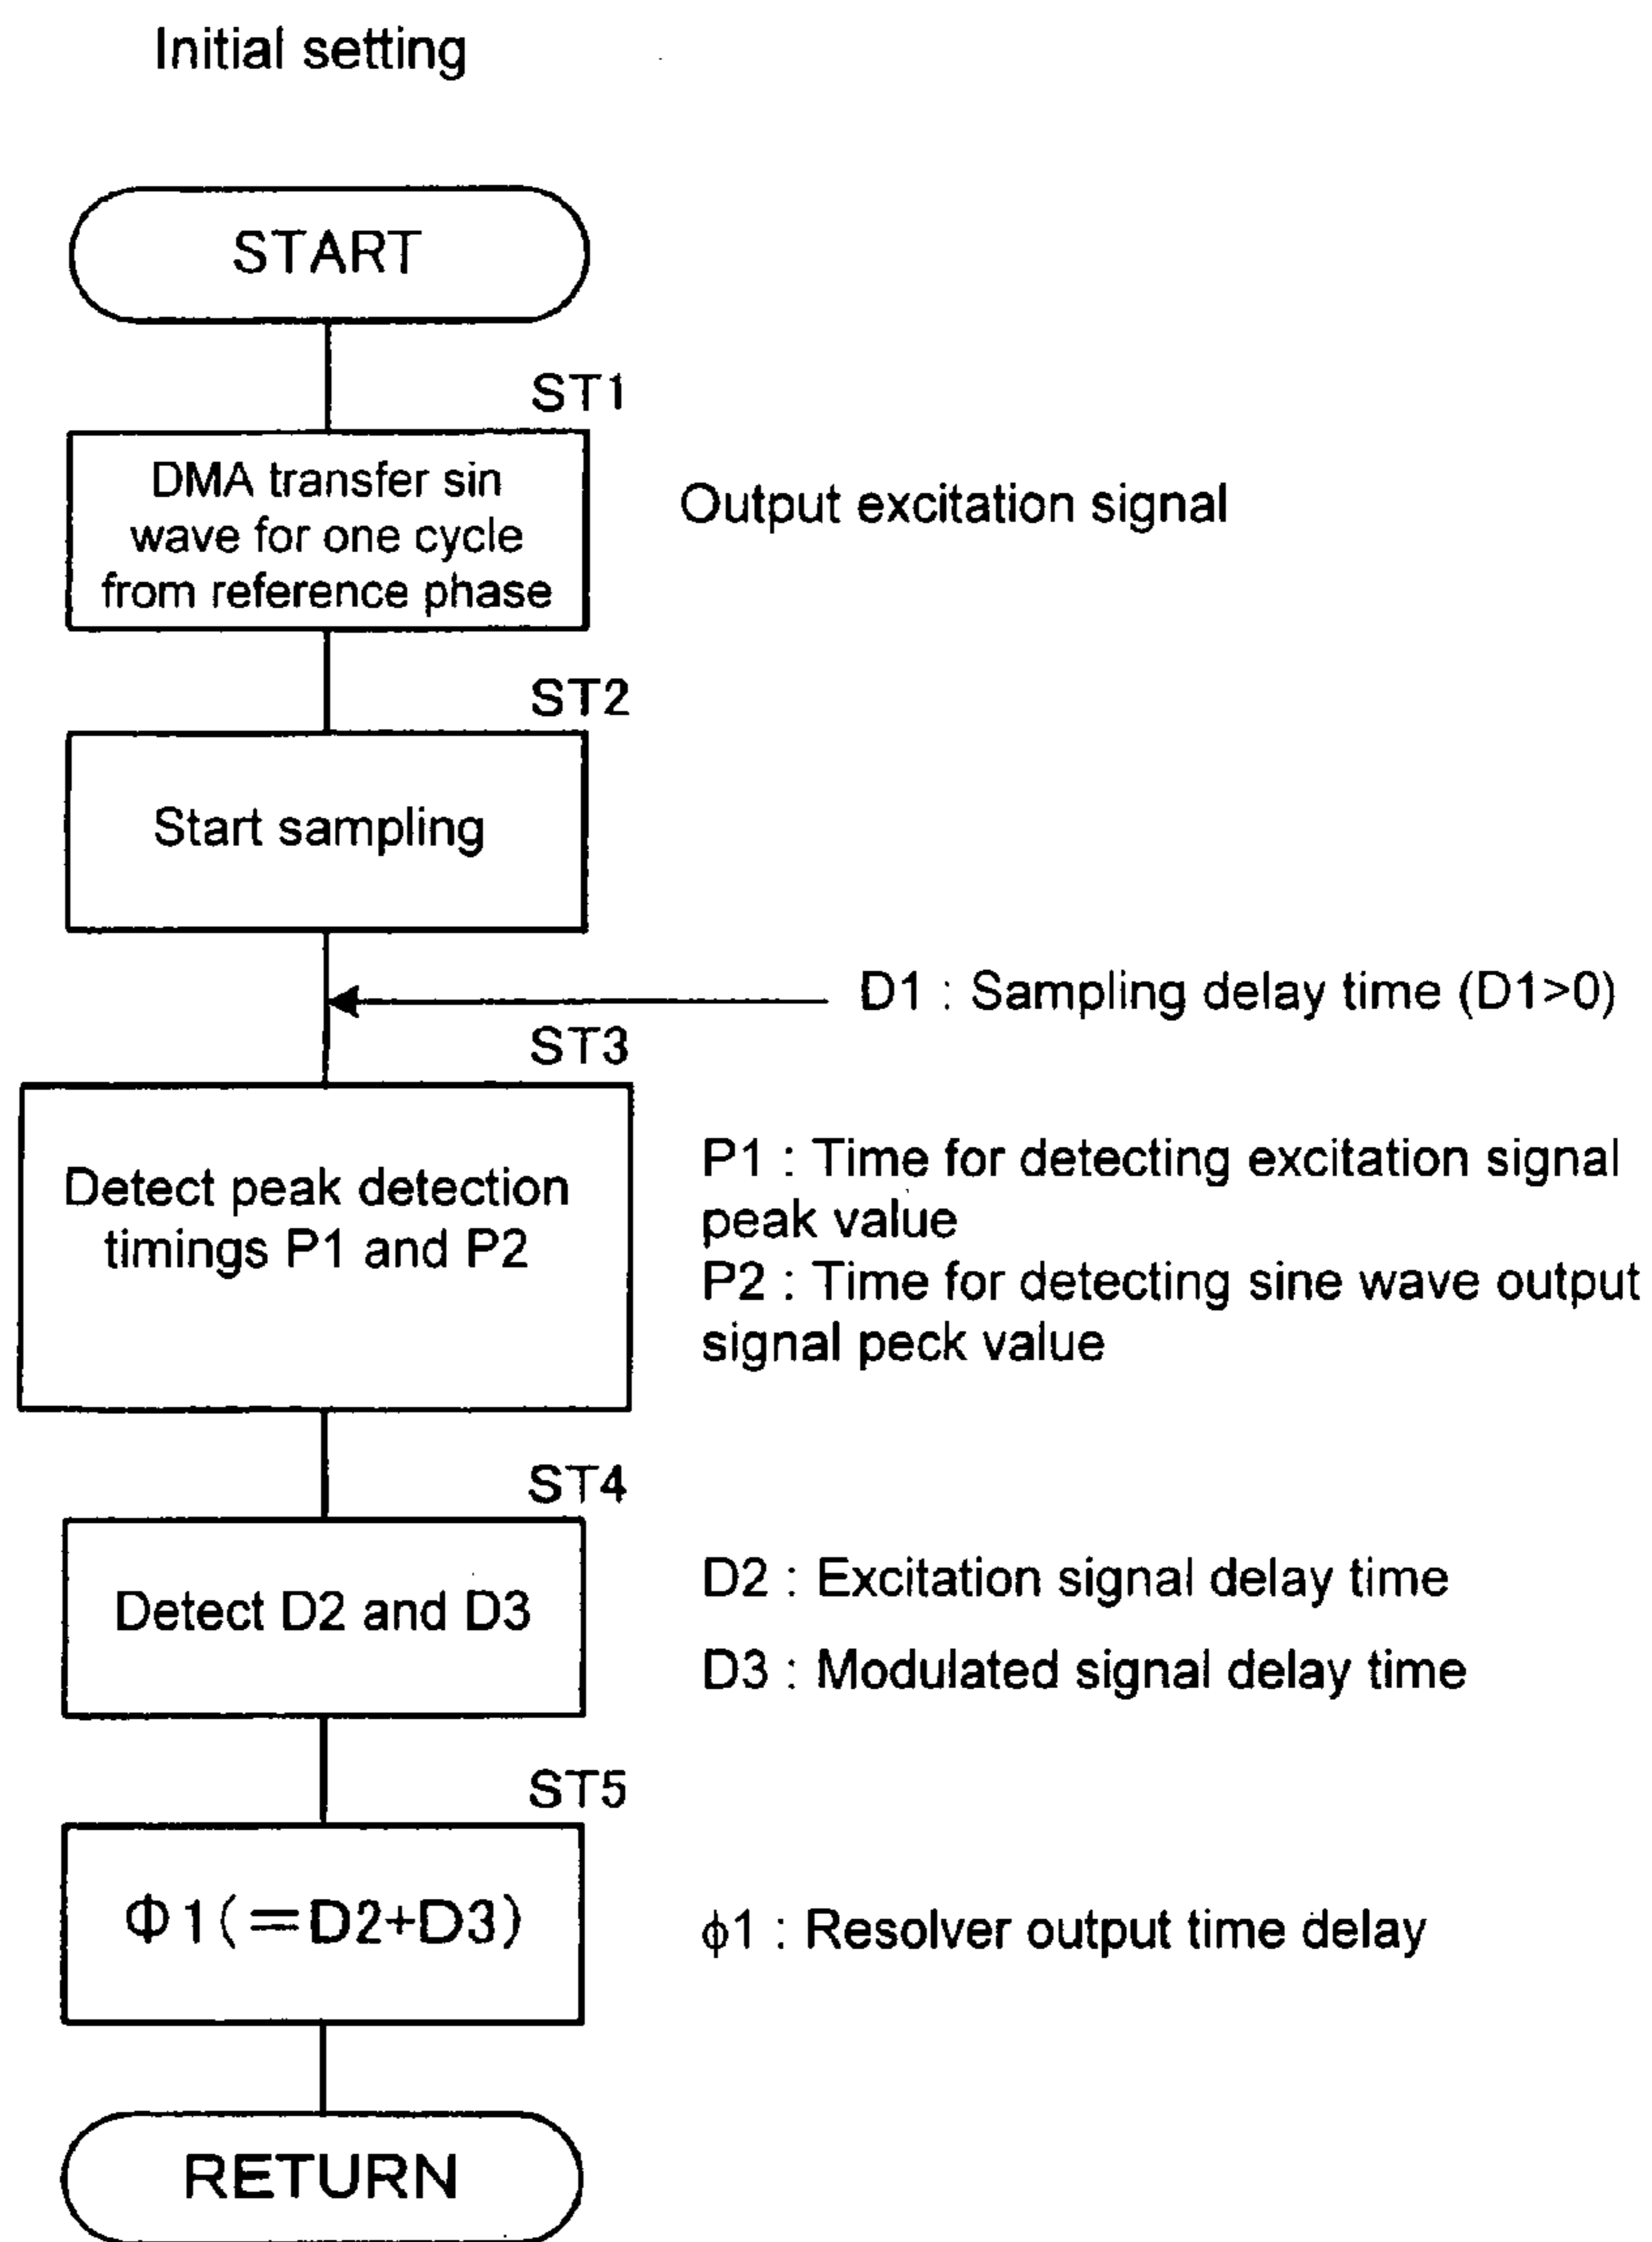 Initial setting
START
ST1
DMA transfer sin
wave for one cycle
from reference phase
Output excitation signal
ST2
Start sampling
D1 : Sampling delay time (D1>0)
ST3
Detect peak detection
timings P1 and P2
P1 : Time for detecting excitation signal
peak value
P2 : Time for detecting sine wave output
signal peck value
ST4
Detect D2 and D3
D2 : Excitation signal delay time
D3 : Modulated signal delay time
ST5
Φ1(=D2+D3)
ϕ1 : Resolver output time delay
RETURN